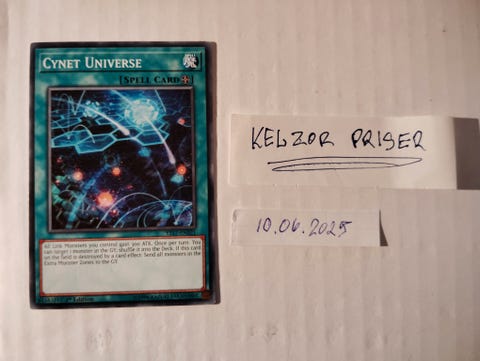 CYNET UNIVERSE
[SPELL CARD]
All Link Monsters you control gain 300 ATK. Once per turn: You
can target 1 monster in the GY; shuffle it into the Deck. If this card
on the field is destroyed by a card effect: Send all monsters in the
Extra Monster Zones to the GY.
1st Edition
KELZOR PRISER
10.06.2025